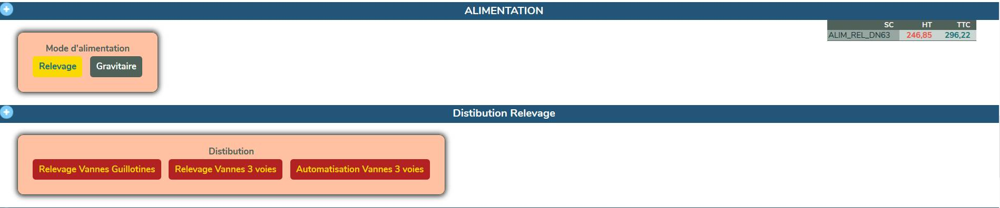 ALIMENTATION
SC HT TTC
ALIM_REL_DN63 246,85 296,22
Mode d'alimentation
Relevage Gravitaire
Distibution Relevage
Distibution
Relevage Vannes Guillotines Relevage Vannes 3 voies Automatisation Vannes 3 voies